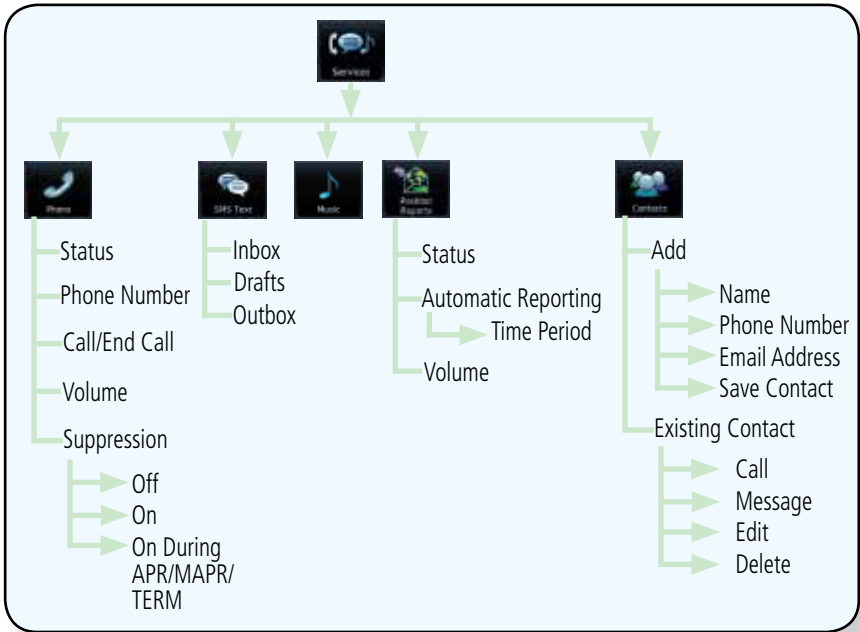 Services
Phone
SMS Text
Music
Position
Reports
Contacts
Status
Phone Number
Call/End Call
Volume
Suppression
Off
On
On During
APR/MAPR/
TERM
Inbox
Drafts
Outbox
Status
Automatic Reporting
Time Period
Volume
Add
Name
Phone Number
Email Address
Save Contact
Existing Contact
Call
Message
Edit
Delete